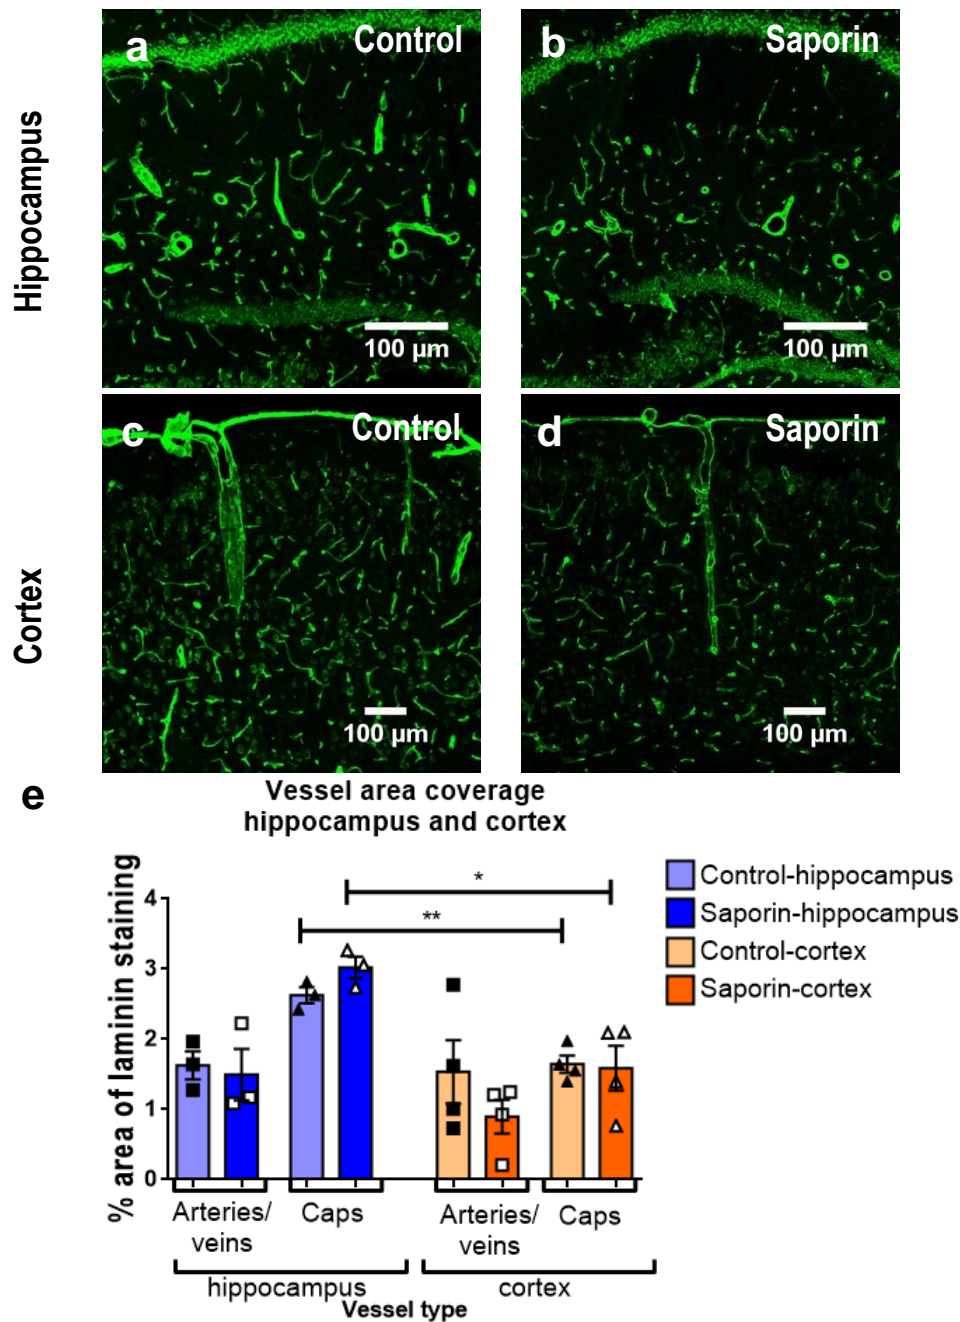 a
Control
b
Saporin
Hippocampus
100 µm
100 µm
c
Control
d
Saporin
Cortex
100 µm
100 µm
e
Vessel area coverage
hippocampus and cortex
% area of laminin staining
4
3
2
1
0
*
**
Control-hippocampus
Saporin-hippocampus
Control-cortex
Saporin-cortex
Arteries/
veins
Caps
Arteries/
veins
Caps
hippocampus
cortex
Vessel type